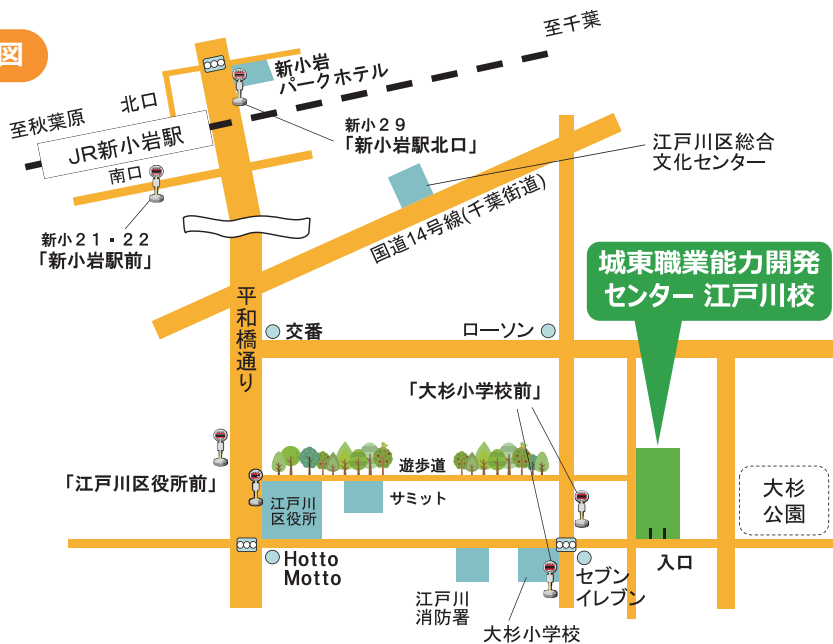 図
至千葉
新小岩
パークホテル
北口
至秋葉原
JR新小岩駅
南口
新小29
「新小岩駅北口」
江戸川区総合
文化センター
国道14号線(千葉街道)
新小21・22
「新小岩駅前」
城東職業能力開発
センター 江戸川校
平和橋通り
交番
ローソン
「大杉小学校前」
遊歩道
「江戸川区役所前」
江戸川
区役所
サミット
大杉
公園
Hotto
Motto
セブン
イレブン
入口
江戸川
消防署
大杉小学校